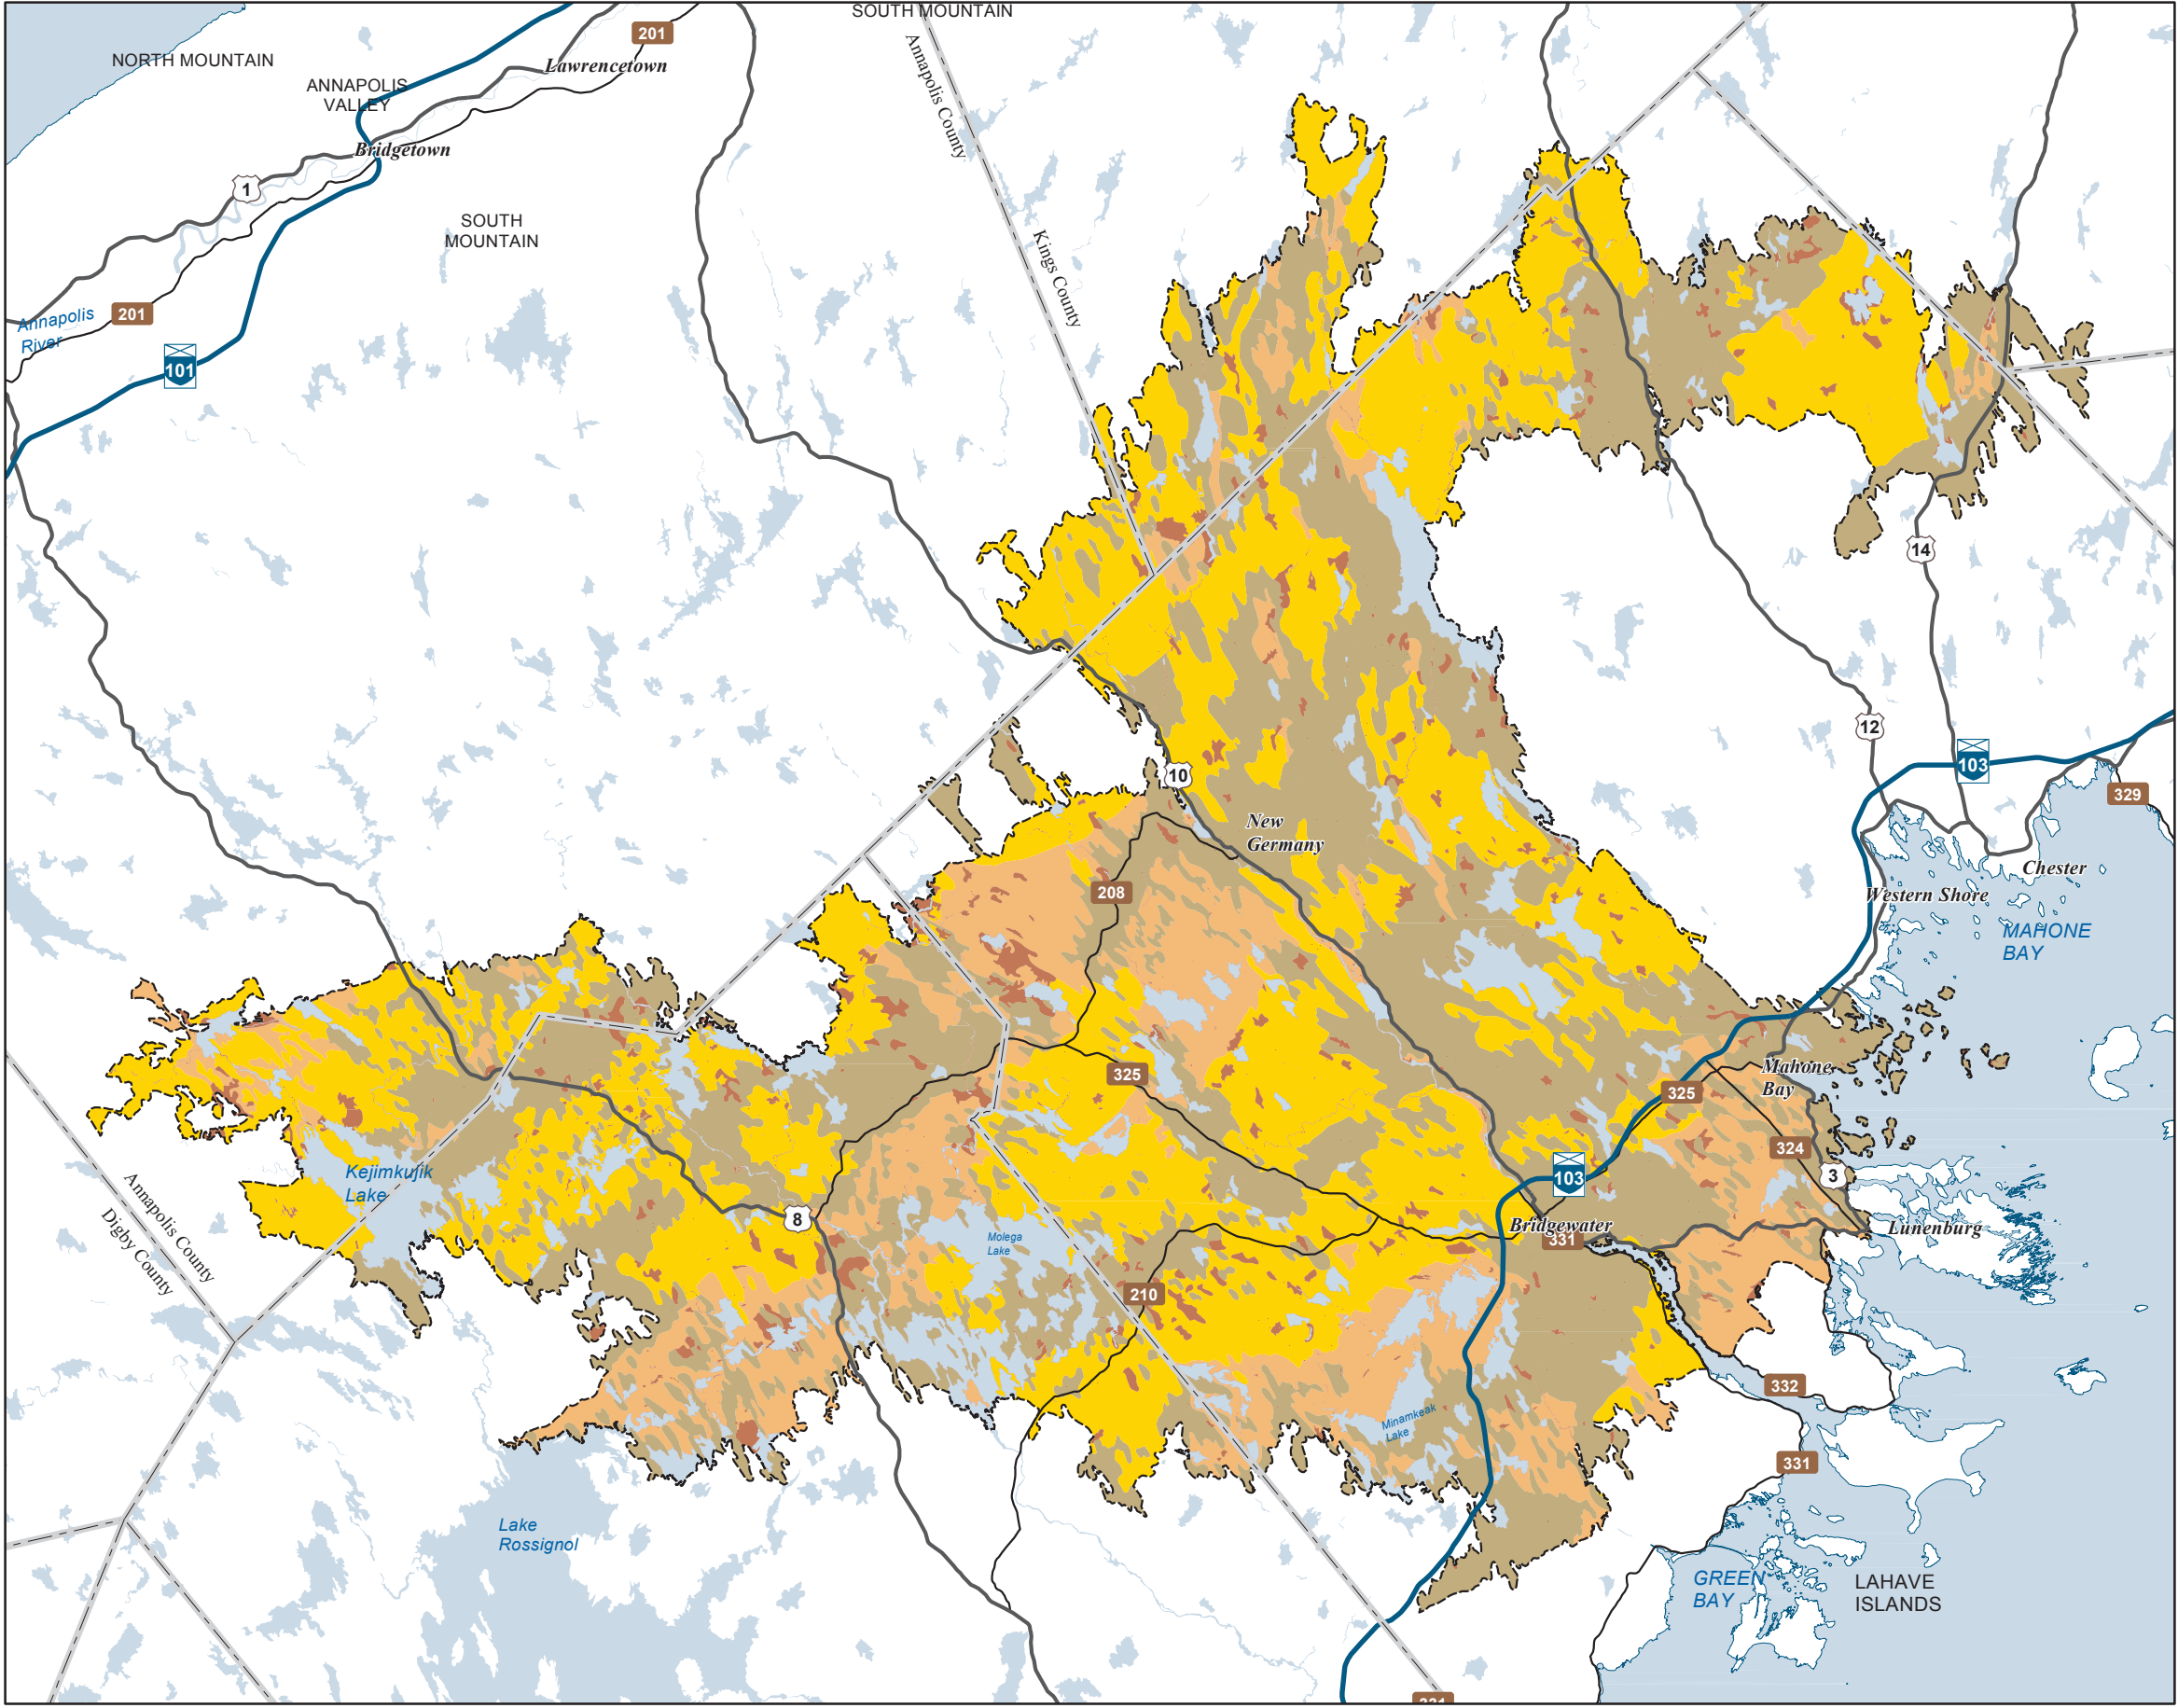 SOUTH MOUNTAIN
201
NORTH MOUNTAIN
Lawrencetown
ANNAPOLIS
VALLEY
Annapolis County
Bridgetown
1
SOUTH
MOUNTAIN
Kings County
Annapolis
River
201
101
14
12
10
103
329
New
Germany
Chester
208
Western Shore
MAHONE
BAY
325
Mahone
Bay
325
324
3
Kejimkujik
Lake
103
Annapolis County
Digby County
8
Bridgewater
331
Lunenburg
Molega
Lake
210
332
Minamkeak
Lake
331
Lake
Rossignol
GREEN
BAY
LAHAVE
ISLANDS